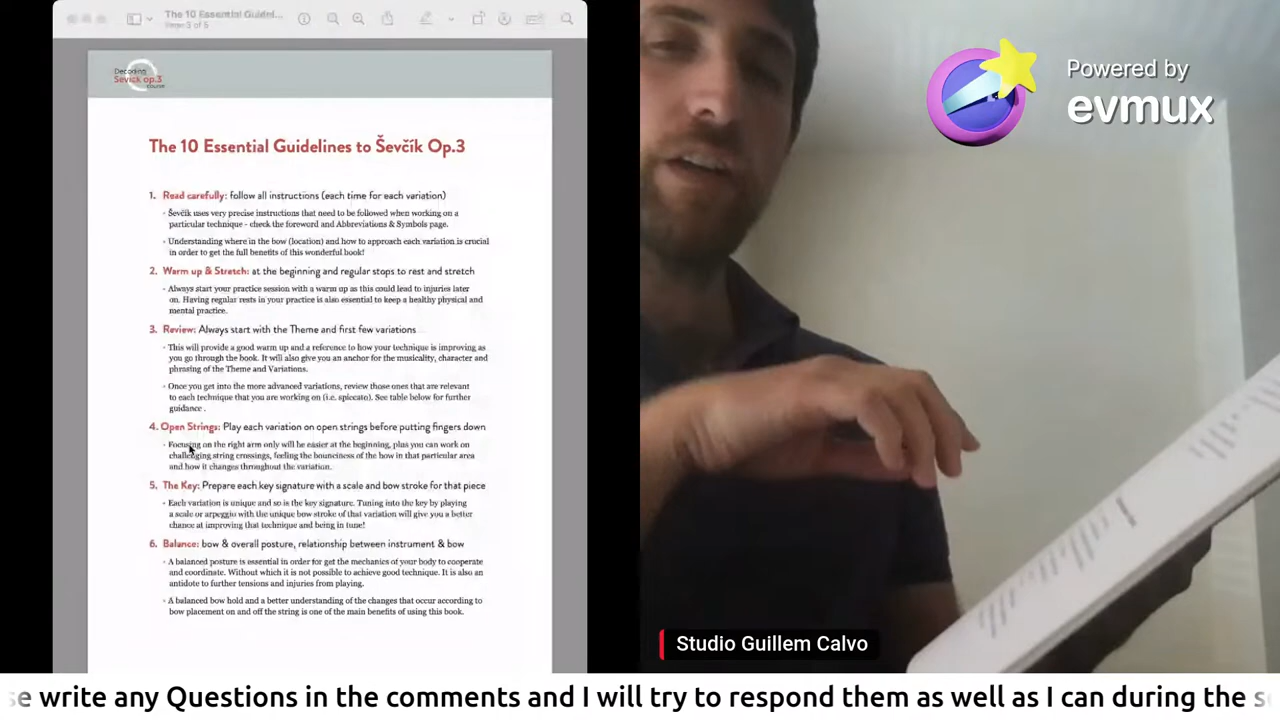 The 10 Essential Guidel...
Page 5 of 5
Decoding
Ševčík op.3
course
The 10 Essential Guidelines to Ševčík Op.3
1. Read carefully: follow all instructions (each time for each variation)
• Ševčík uses very precise instructions that need to be followed when working on a
particular technique - check the foreword and Abbreviations & Symbols page.
• Understanding where in the bow (location) and how to approach each variation is crucial
in order to get the full benefits of this wonderful book!
2. Warm up & Stretch: at the beginning and regular stops to rest and stretch
• Always start your practice session with a warm up as this could lead to injuries later
on. Having regular rests in your practice is also essential to keep a healthy physical and
mental practice.
3. Review: Always start with the Theme and first few variations
• This will provide a good warm up and a reference to how your technique is improving as
you go through the book. It will also give you an anchor for the musicality, character and
phrasing of the Theme and Variations.
• Once you get into the more advanced variations, review those ones that are relevant
to each technique that you are working on (i.e. spiccato). See table below for further
guidance .
4. Open Strings: Play each variation on open strings before putting fingers down
• Focusing on the right arm only will be easier at the beginning, plus you can work on
challenging string crossings, feeling the bounciness of the bow in that particular area
and how it changes throughout the variation.
5. The Key: Prepare each key signature with a scale and bow stroke for that piece
• Each variation is unique and so is the key signature. Tuning into the key by playing
a scale or arpeggio with the unique bow stroke of that variation will give you a better
chance at improving that technique and being in tune!
6. Balance: bow & overall posture, relationship between instrument & bow
• A balanced posture is essential in order for get the mechanics of your body to cooperate
and coordinate. Without which it is not possible to achieve good technique. It is also an
antidote to further tensions and injuries from playing.
• A balanced bow hold and a better understanding of the changes that occur according to
bow placement on and off the string is one of the main benefits of using this book.
Powered by
evmux
Studio Guillem Calvo
se write any Questions in the comments and I will try to respond them as well as I can during the s